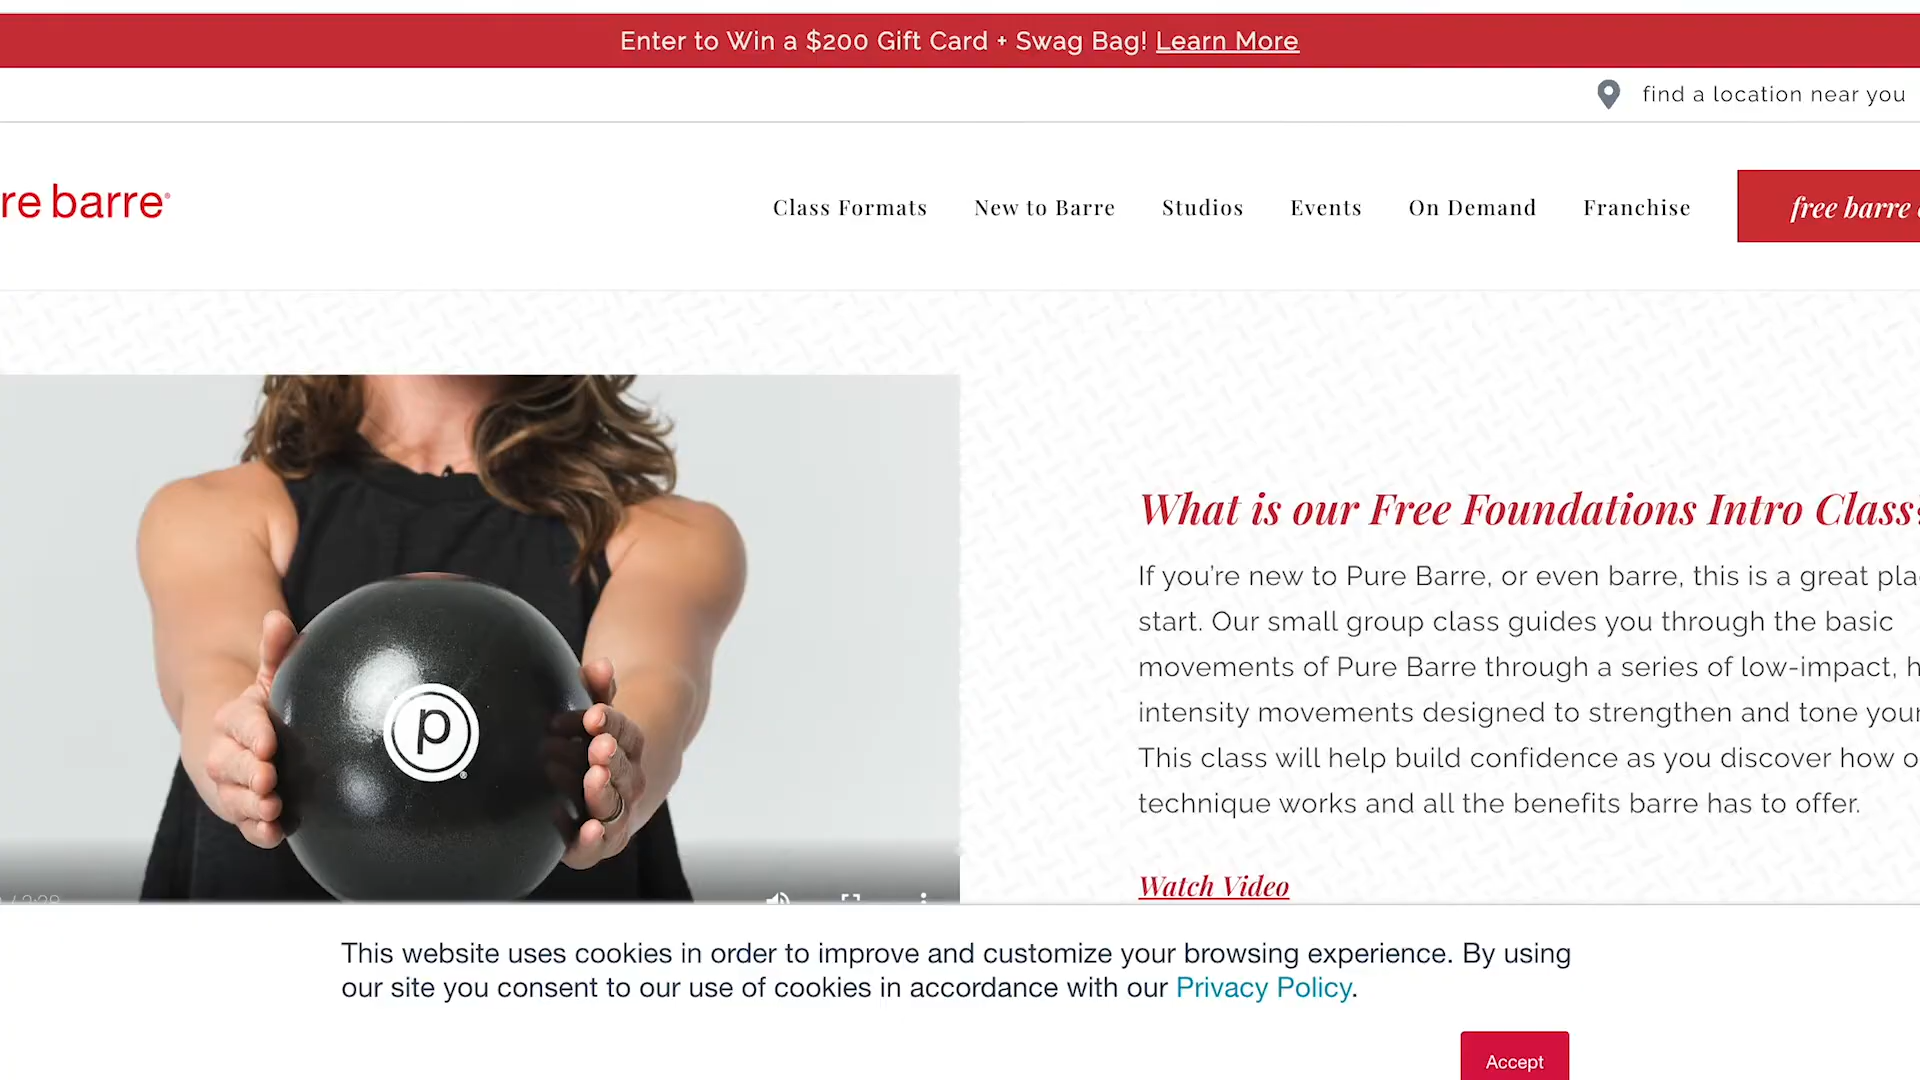 Enter to Win a $200 Gift Card + Swag Bag! Learn More
find a location near you
re barre
Class Formats New to Barre Studios Events On Demand Franchise free barre
p
What is our Free Foundations Intro Class?
If you're new to Pure Barre, or even barre, this is a great pla
start. Our small group class guides you through the basic
movements of Pure Barre through a series of low-impact, h
intensity movements designed to strengthen and tone your
This class will help build confidence as you discover how o
technique works and all the benefits barre has to offer.
Watch Video
This website uses cookies in order to improve and customize your browsing experience. By using
our site you consent to our use of cookies in accordance with our Privacy Policy.
Accept